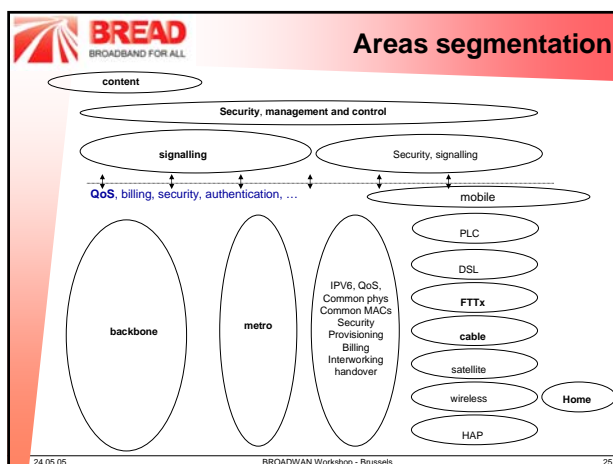 BREAD
BROADBAND FOR ALL
Areas segmentation
content
Security, management and control
signalling
Security, signalling
QoS, billing, security, authentication, …
mobile
backbone
metro
IPV6, QoS,
Common phys
Common MACs
Security
Provisioning
Billing
Interworking
handover
PLC
DSL
FTTx
cable
satellite
wireless
HAP
Home
24.05.05
BROADWAN Workshop - Brussels
25